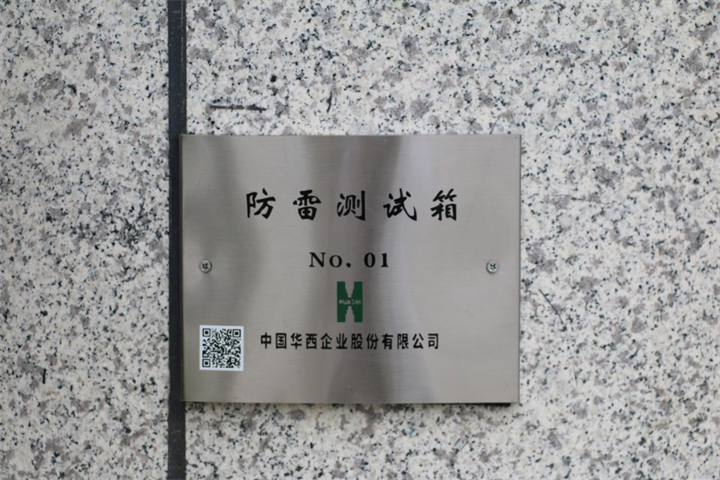 防雷测试箱
No. 01
中国华西企业股份有限公司